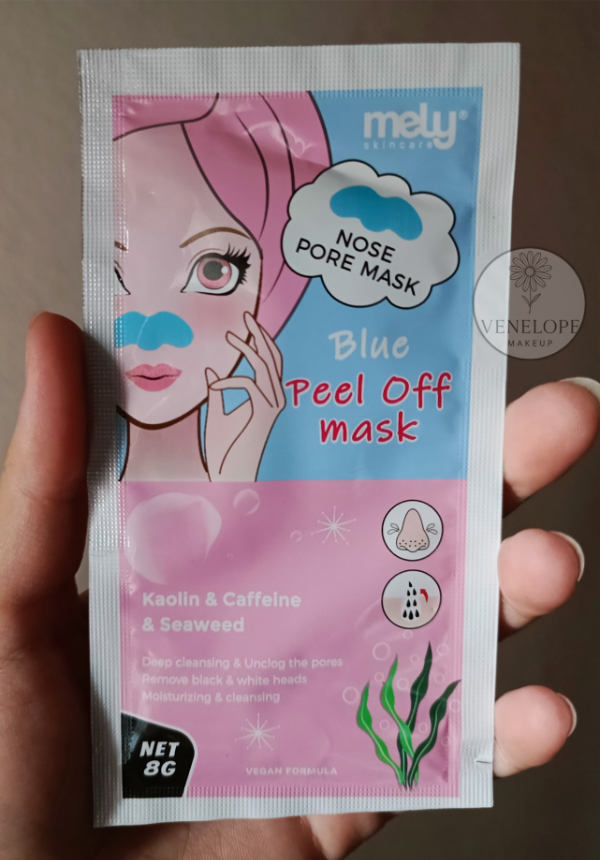 mely®
skincare
NOSE
PORE MASK
VENELOPE
MAKEUP
Blue
Peel Off
mask
Kaolin & Caffeine
& Seaweed
Deep cleansing & Unclog the pores
Remove black & white heads
Moisturizing & cleansing
NET
8G
VEGAN FORMULA